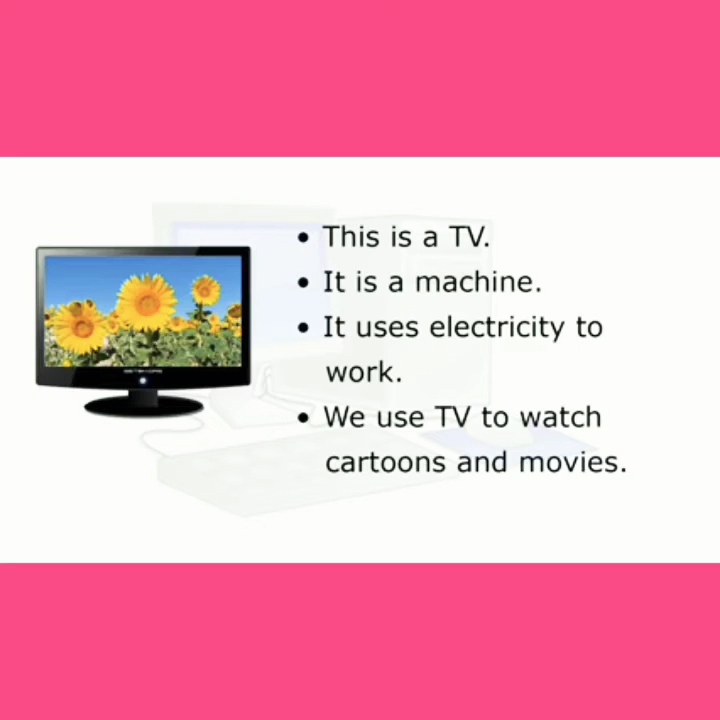 • This is a TV.
• It is a machine.
• It uses electricity to
work.
• We use TV to watch
cartoons and movies.